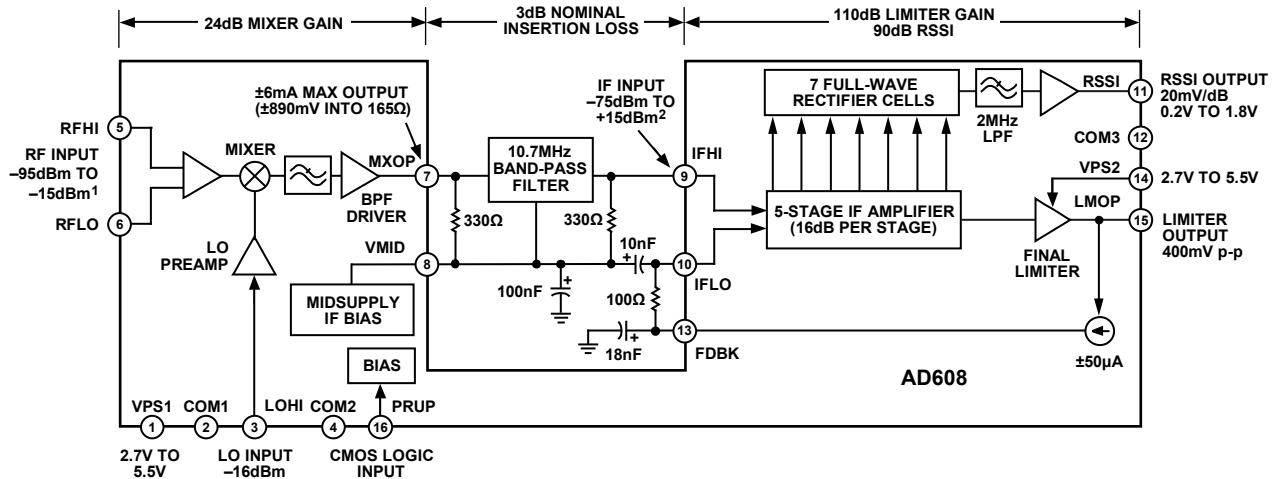 24dB MIXER GAIN
3dB NOMINAL
INSERTION LOSS
110dB LIMITER GAIN
90dB RSSI
±6mA MAX OUTPUT
(±890mV INTO 165Ω)
IF INPUT
–75dBm TO
+15dBm2
7 FULL-WAVE
RECTIFIER CELLS
2MHz
LPF
RSSI
11
RSSI OUTPUT
20mV/dB
0.2V TO 1.8V
COM3
12
RFHI
5
RF INPUT
–95dBm TO
–15dBm1
RFLO
6
MIXER
LO
PREAMP
BPF
DRIVER
MXOP
7
10.7MHz
BAND-PASS
FILTER
IFHI
9
330Ω
330Ω
VMID
8
MIDSUPPLY
IF BIAS
100nF
+
10nF
+
10
IFLO
100Ω
18nF
+
13
FDBK
5-STAGE IF AMPLIFIER
(16dB PER STAGE)
VPS2
14
2.7V TO 5.5V
LMOP
15
LIMITER
OUTPUT
400mV p-p
FINAL
LIMITER
±50µA
AD608
BIAS
VPS1
COM1
LOHI
COM2
PRUP
1
2
3
4
16
2.7V TO
5.5V
LO INPUT
–16dBm
CMOS LOGIC
INPUT